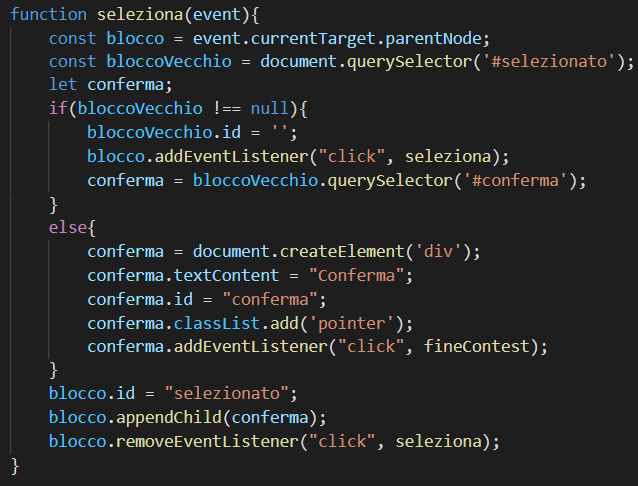 function seleziona(event){
    const blocco = event.currentTarget.parentNode;
    const bloccoVecchio = document.querySelector('#selezionato');
    let conferma;
    if(bloccoVecchio !== null){
        bloccoVecchio.id = '';
        blocco.addEventListener("click", seleziona);
        conferma = bloccoVecchio.querySelector('#conferma');
    }
    else{
        conferma = document.createElement('div');
        conferma.textContent = "Conferma";
        conferma.id = "conferma";
        conferma.classList.add('pointer');
        conferma.addEventListener("click", fineContest);
    }
    blocco.id = "selezionato";
    blocco.appendChild(conferma);
    blocco.removeEventListener("click", seleziona);
}